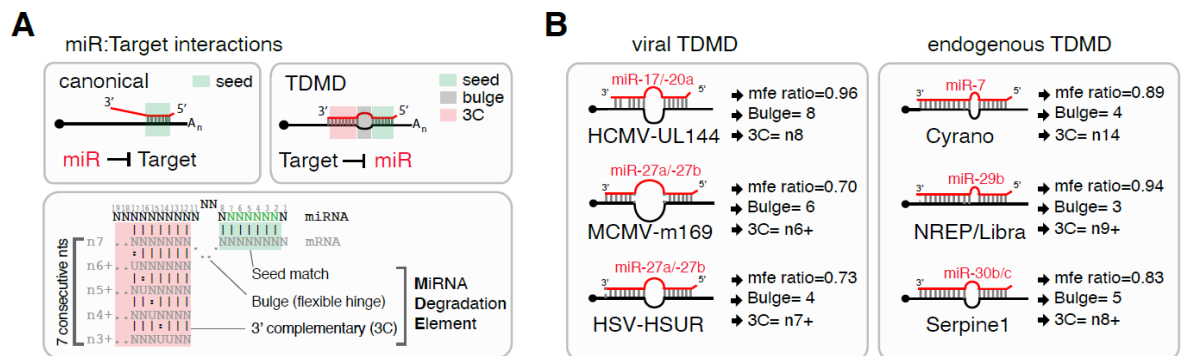 A
miR:Target interactions
canonical
seed
3'
5'
An
miR Target
TDMD
seed
bulge
3C
3'
5'
An
Target miR
19 18 17 16 15 14 13 12 11
NN
8 7 6 5 4 3 2 1
NNNNNNNNN
NNNNNNNN
miRNA
n7
..NNNNNNN
..
NNNNNNNN
mRNA
n6+
..UNNNNNN
..
Seed match
n5+
..NUNNNNN
Bulge (flexible hinge)
n4+
..NNUNNNN
3' complementary (3C)
n3+
..NNNUUNN
7 consecutive nts
MiRNA
Degradation
Element
B
viral TDMD
miR-17/-20a
3'
5'
HCMV-UL144
mfe ratio=0.96
Bulge= 8
3C= n8
miR-27a/-27b
3'
5'
MCMV-m169
mfe ratio=0.70
Bulge= 6
3C= n6+
miR-27a/-27b
3'
5'
HSV-HSUR
mfe ratio=0.73
Bulge= 4
3C= n7+
endogenous TDMD
miR-7
3'
5'
Cyrano
mfe ratio=0.89
Bulge= 4
3C= n14
miR-29b
3'
5'
NREP/Libra
mfe ratio=0.94
Bulge= 3
3C= n9+
miR-30b/c
3'
5'
Serpine1
mfe ratio=0.83
Bulge= 5
3C= n8+